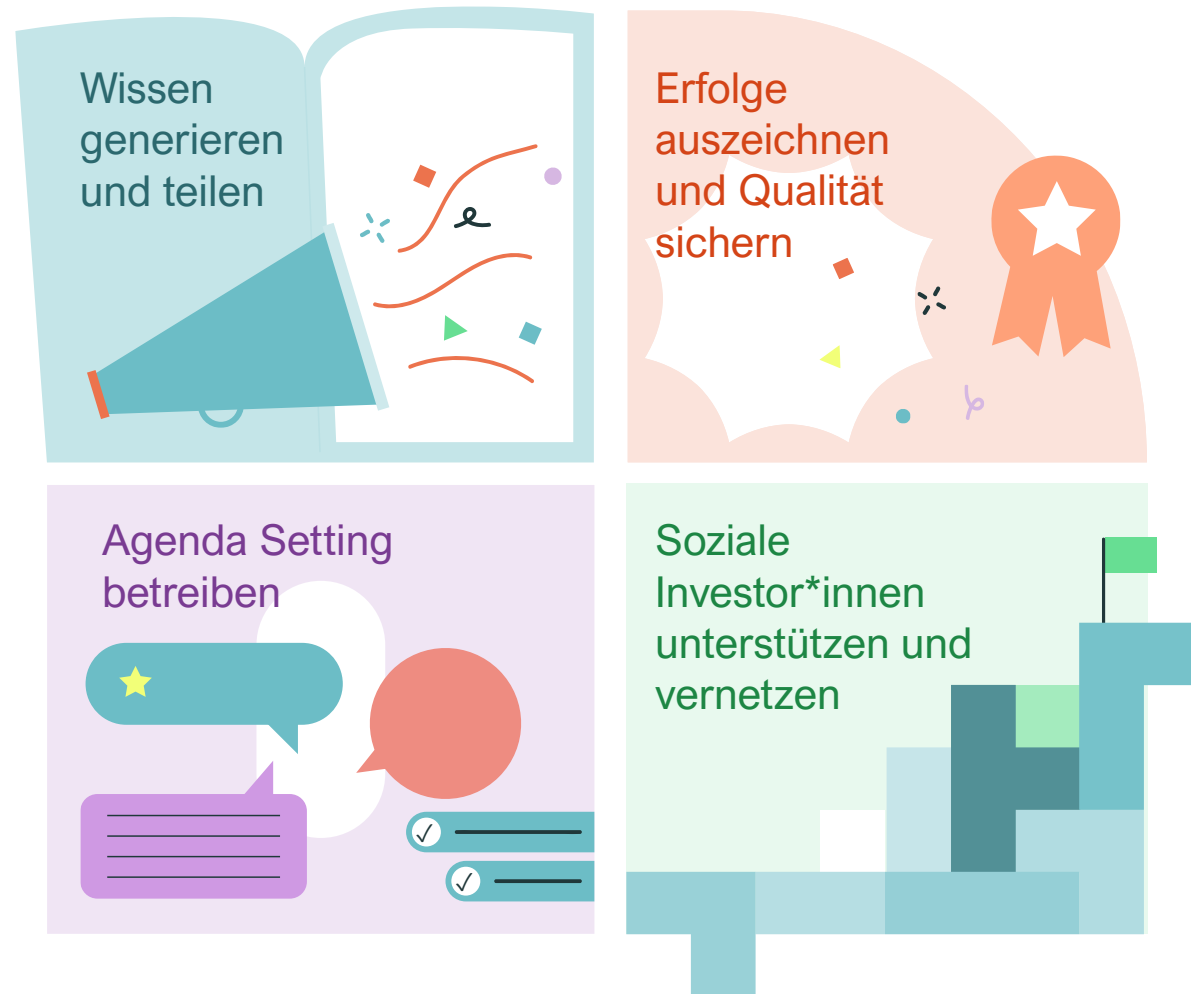 Wissen
generieren
und teilen
Erfolge
auszeichnen
und Qualität
sichern
Agenda Setting
betreiben
Soziale
Investor*innen
unterstützen und
vernetzen